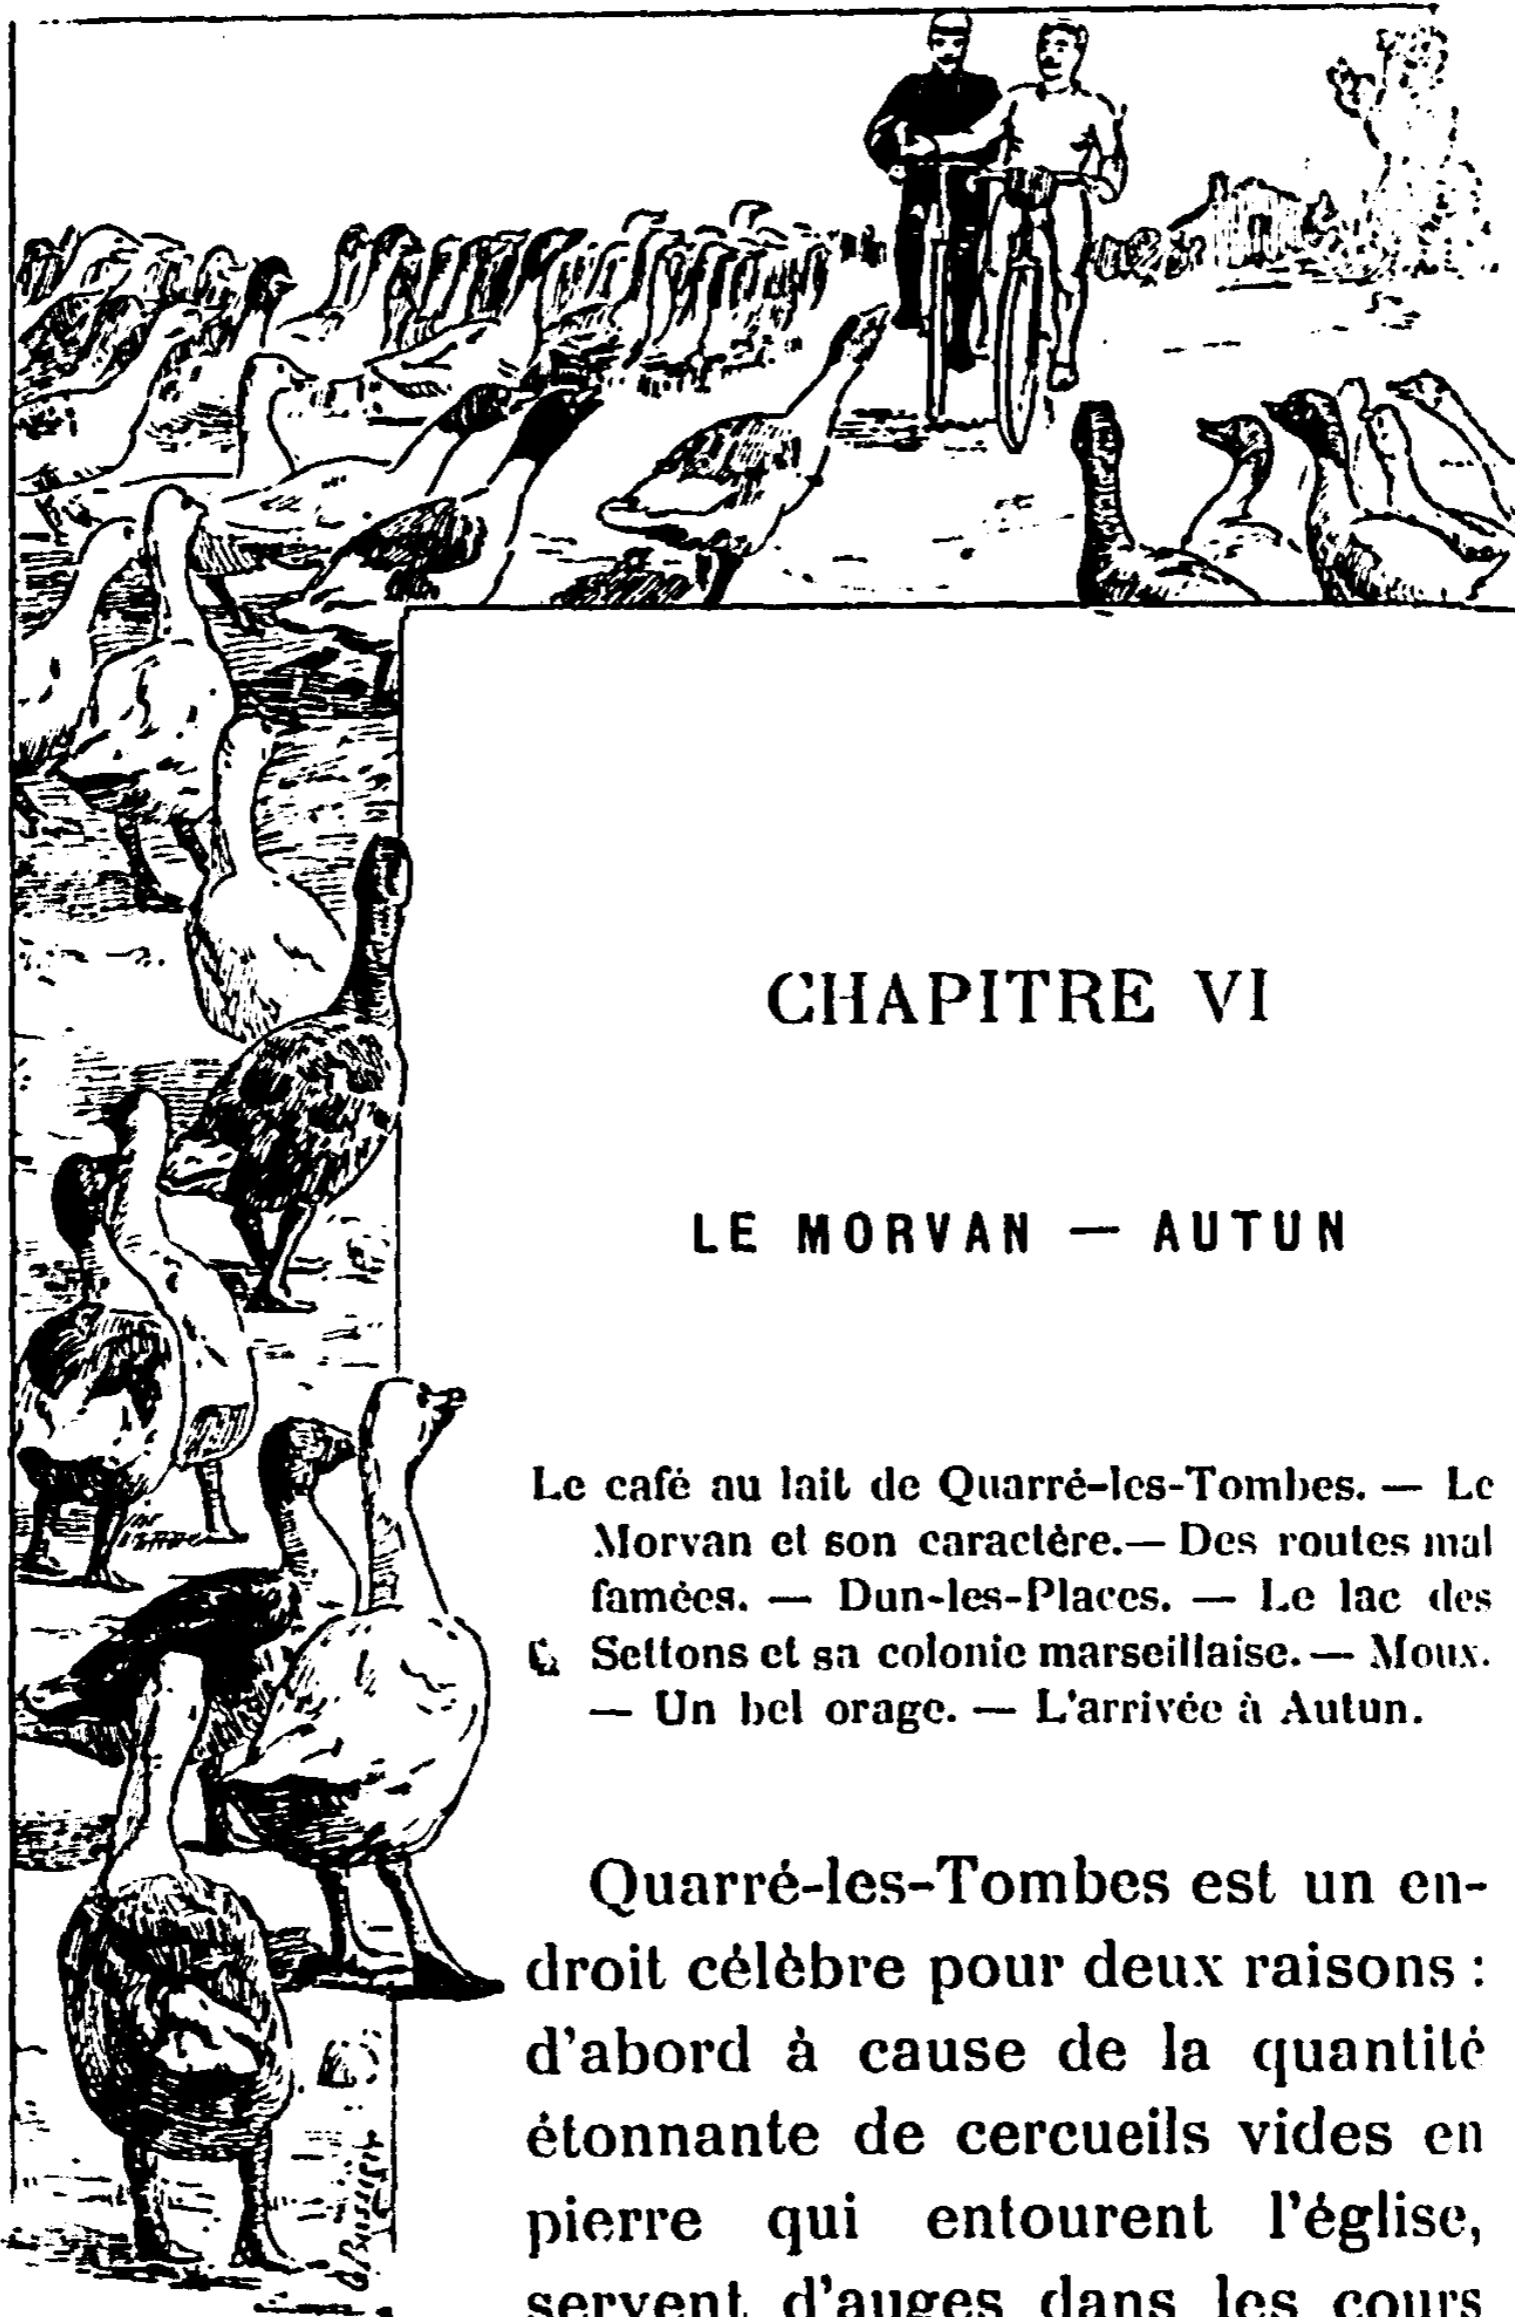 CHAPITRE VI
LE MORVAN — AUTUN
Le café au lait de Quarré-les-Tombes. — Le
Morvan et son caractère.— Des routes mal
famées. — Dun-les-Places. — Le lac des
Settons et sa colonie marseillaise. — Moux.
— Un bel orage. — L'arrivée à Autun.
Quarré-les-Tombes est un en-
droit célèbre pour deux raisons :
d'abord à cause de la quantité
étonnante de cercueils vides en
pierre qui entourent l'église,
servent d'auges dans les cours